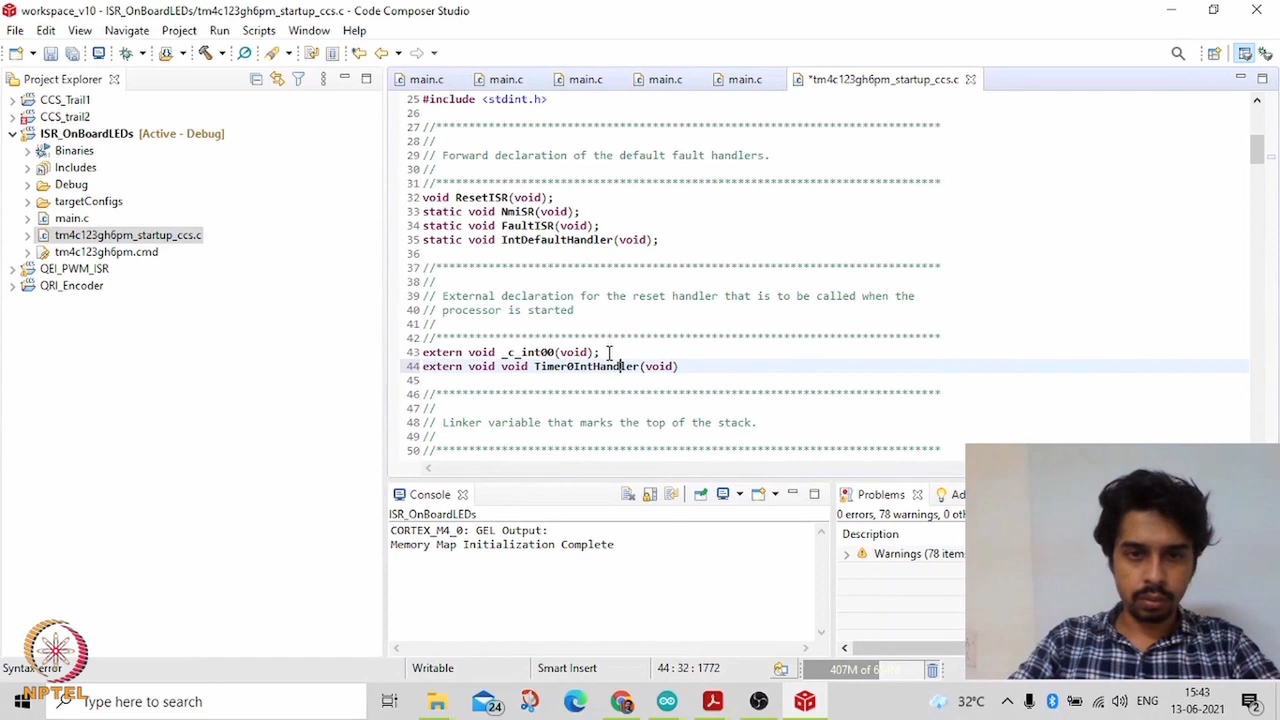 workspace_v10 - ISR_OnBoardLEDs/tm4c123gh6pm_startup_ccs.c - Code Composer Studio
File Edit View Navigate Project Run Scripts Window Help
Project Explorer
main.c main.c main.c main.c main.c *tm4c123gh6pm_startup_ccs.c
CCS_Trail1
CCS_trail2
ISR_OnBoardLEDs [Active - Debug]
Binaries
Includes
Debug
targetConfigs
main.c
tm4c123gh6pm_startup_ccs.c
tm4c123gh6pm.cmd
QEI_PWM_ISR
QRI_Encoder
25 #include <stdint.h>
26
27 //*****************************************************************************
28 //
29 // Forward declaration of the default fault handlers.
30 //
31 //*****************************************************************************
32 void ResetISR(void);
33 static void NmiSR(void);
34 static void FaultISR(void);
35 static void IntDefaultHandler(void);
36
37 //*****************************************************************************
38 //
39 // External declaration for the reset handler that is to be called when the
40 // processor is started
41 //
42 //*****************************************************************************
43 extern void _c_int00(void);
44 extern void void Timer0IntHandler(void)
45
46 //*****************************************************************************
47 //
48 // Linker variable that marks the top of the stack.
49 //
50 //*****************************************************************************
Console
ISR_OnBoardLEDs
CORTEX_M4_0: GEL Output:
Memory Map Initialization Complete
Problems Ad
0 errors, 78 warnings, 0 oth
Description
Warnings (78 item
Syntax error Writable Smart Insert 44 : 32 : 1772 407M of
NPTEL
Type here to search
24
32°C ENG
15:43
13-06-2021
2